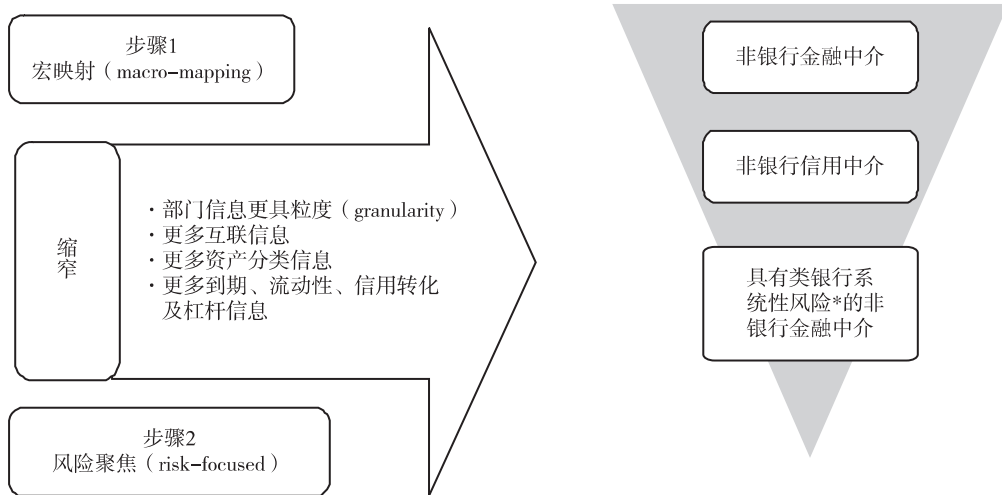 步骤1
宏映射（macro-mapping）
缩
窄
·部门信息更具粒度（granularity）
·更多互联信息
·更多资产分类信息
·更多到期、流动性、信用转化
及杠杆信息
步骤2
风险聚焦（risk-focused）
非银行金融中介
非银行信用中介
具有类银行系
统性风险*的非
银行金融中介